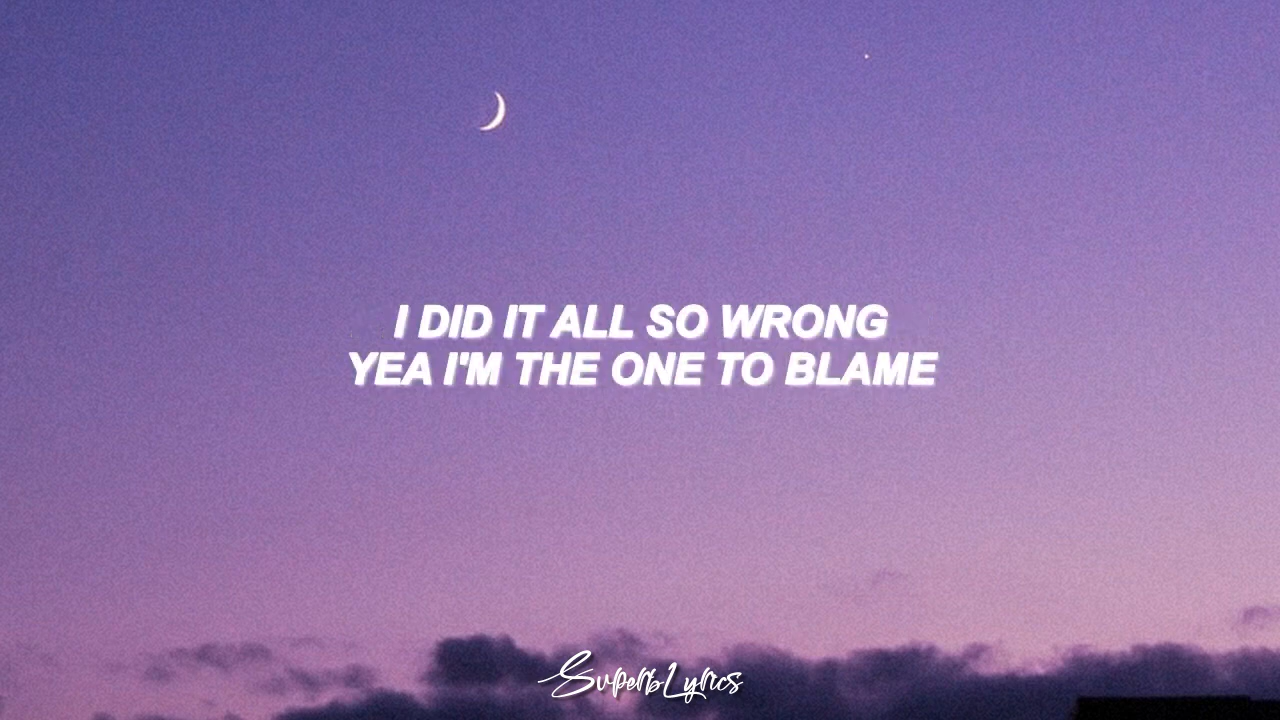 I DID IT ALL SO WRONG
YEA I'M THE ONE TO BLAME
SuperbLyrics